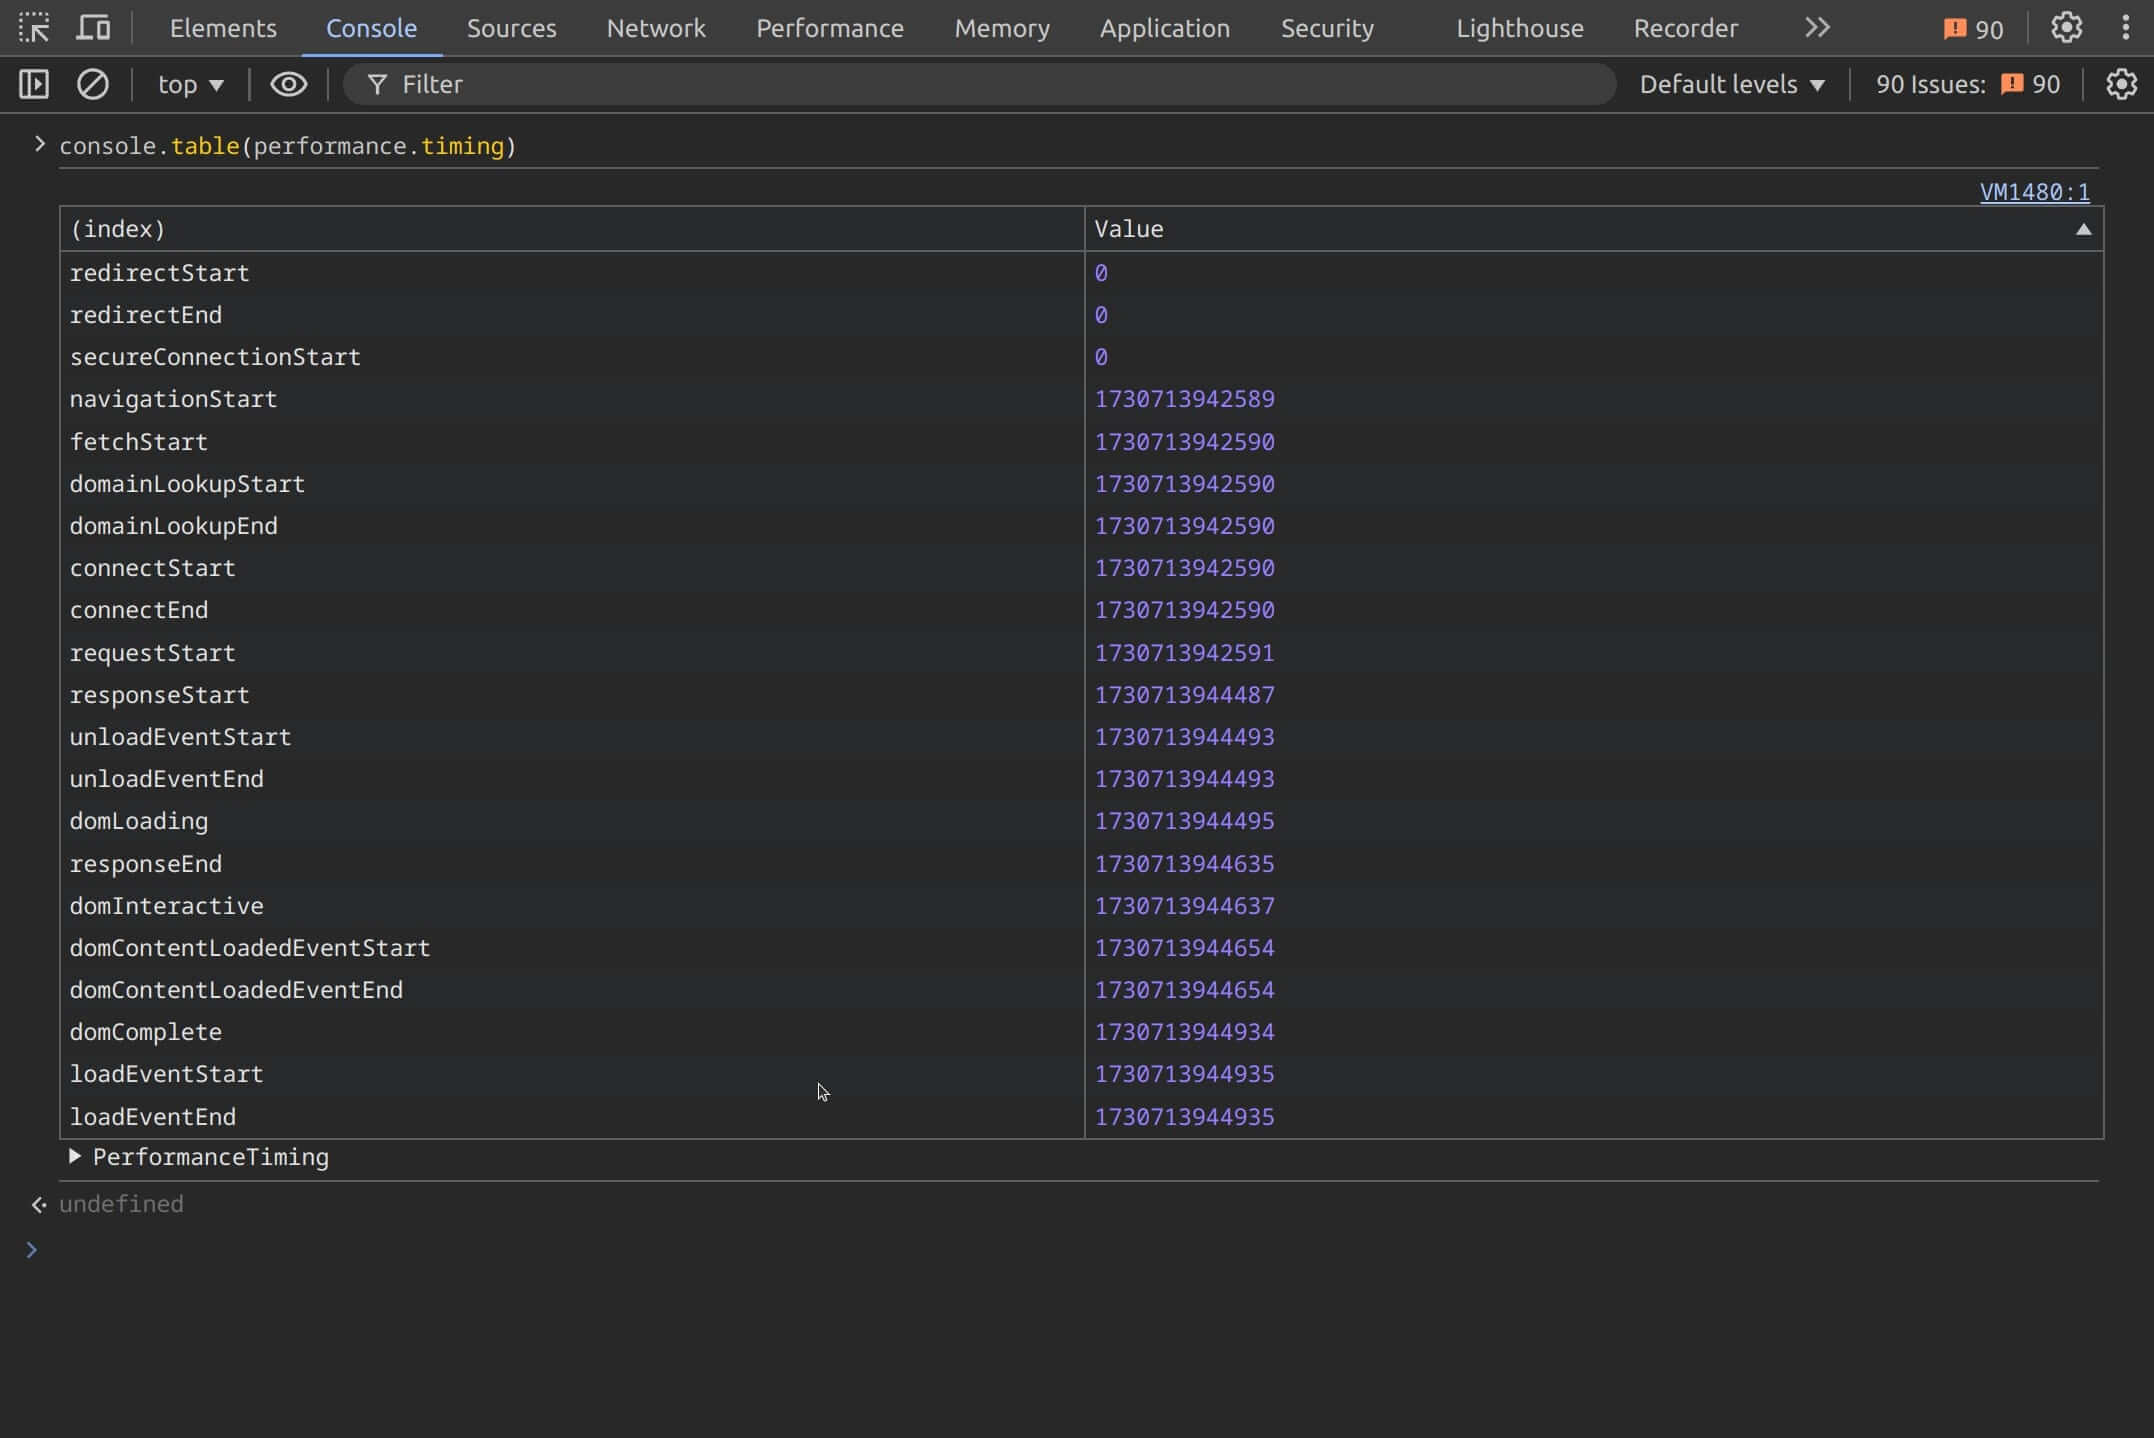 Elements Console Sources Network Performance Memory Application Security Lighthouse Recorder 90
top Filter Default levels 90 Issues: 90
console.table(performance.timing)
VM1480:1
(index) Value
redirectStart 0
redirectEnd 0
secureConnectionStart 0
navigationStart 1730713942589
fetchStart 1730713942590
domainLookupStart 1730713942590
domainLookupEnd 1730713942590
connectStart 1730713942590
connectEnd 1730713942590
requestStart 1730713942591
responseStart 1730713944487
unloadEventStart 1730713944493
unloadEventEnd 1730713944493
domLoading 1730713944495
responseEnd 1730713944635
domInteractive 1730713944637
domContentLoadedEventStart 1730713944654
domContentLoadedEventEnd 1730713944654
domComplete 1730713944934
loadEventStart 1730713944935
loadEventEnd 1730713944935
PerformanceTiming
undefined